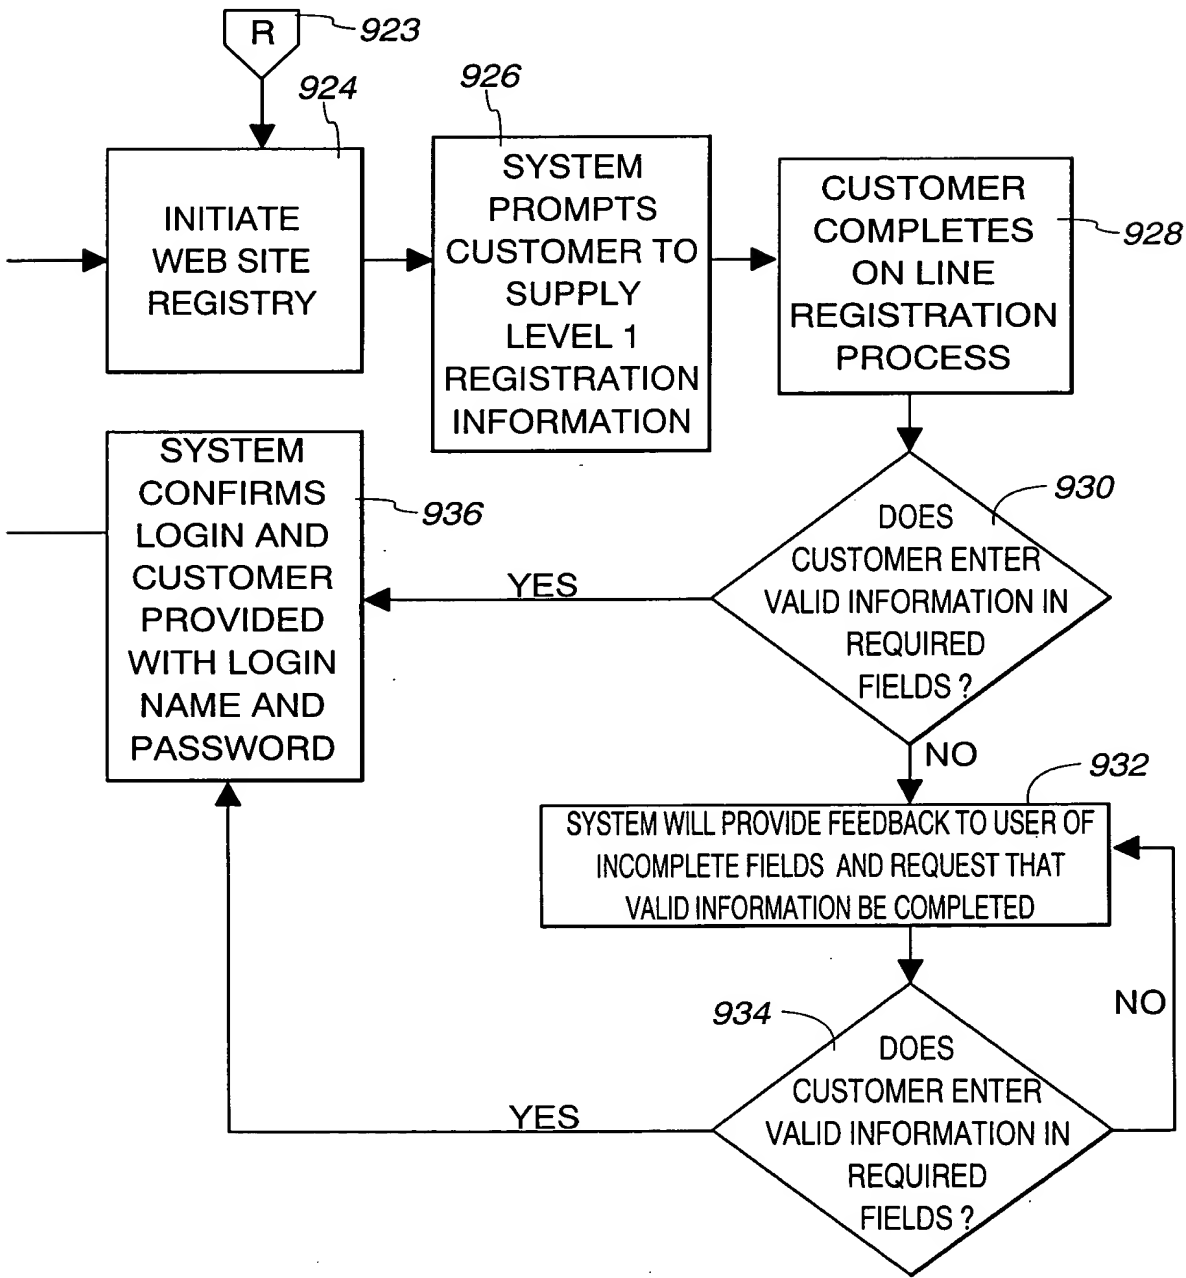 R
923
924
INITIATE
WEB SITE
REGISTRY
926
SYSTEM
PROMPTS
CUSTOMER TO
SUPPLY
LEVEL 1
REGISTRATION
INFORMATION
CUSTOMER
COMPLETES
ON LINE
REGISTRATION
PROCESS
928
930
DOES
CUSTOMER ENTER
VALID INFORMATION IN
REQUIRED
FIELDS ?
YES
NO
SYSTEM
CONFIRMS
LOGIN AND
CUSTOMER
PROVIDED
WITH LOGIN
NAME AND
PASSWORD
936
932
SYSTEM WILL PROVIDE FEEDBACK TO USER OF
INCOMPLETE FIELDS AND REQUEST THAT
VALID INFORMATION BE COMPLETED
934
DOES
CUSTOMER ENTER
VALID INFORMATION IN
REQUIRED
FIELDS ?
YES
NO